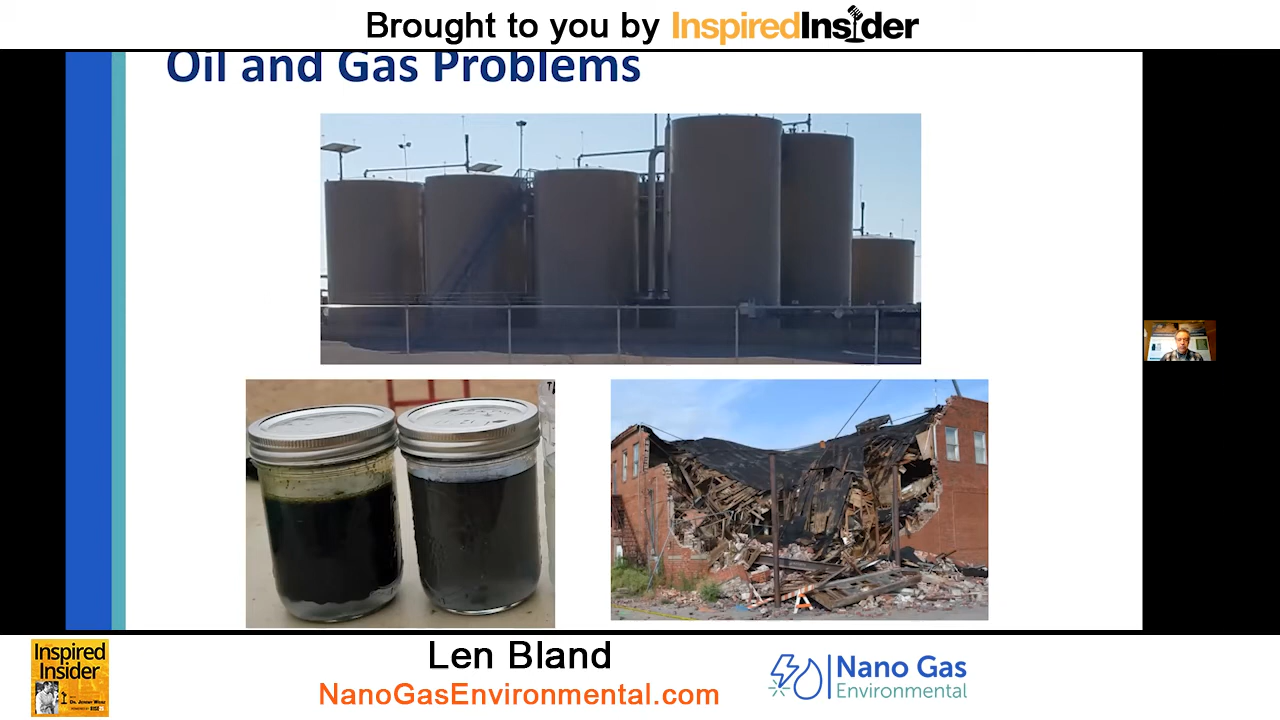 Brought to you by InspiredInsider
Oil and Gas Problems
Inspired
Insider
Len Bland
NanoGasEnvironmental.com
Nano Gas
Environmental